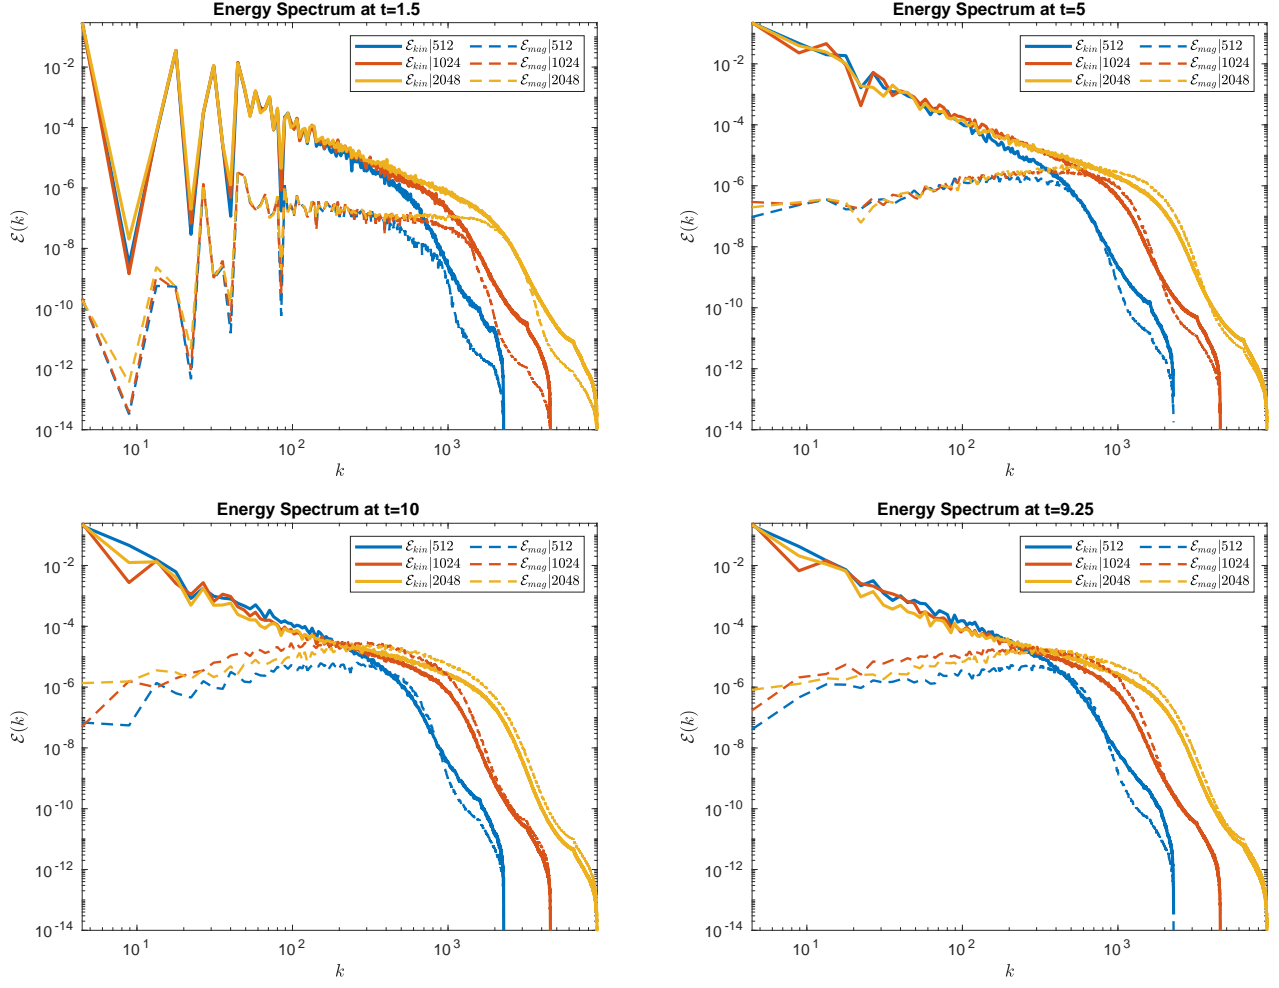 Energy Spectrum at t=1.5
ℰ_kin|512 ℰ_mag|512
ℰ_kin|1024 ℰ_mag|1024
ℰ_kin|2048 ℰ_mag|2048
10^-2
10^-4
10^-6
10^-8
10^-10
10^-12
10^-14
ℰ(k)
10^1 10^2 10^3
k
Energy Spectrum at t=5
ℰ_kin|512 ℰ_mag|512
ℰ_kin|1024 ℰ_mag|1024
ℰ_kin|2048 ℰ_mag|2048
10^-2
10^-4
10^-6
10^-8
10^-10
10^-12
10^-14
ℰ(k)
10^1 10^2 10^3
k
Energy Spectrum at t=10
ℰ_kin|512 ℰ_mag|512
ℰ_kin|1024 ℰ_mag|1024
ℰ_kin|2048 ℰ_mag|2048
10^-2
10^-4
10^-6
10^-8
10^-10
10^-12
10^-14
ℰ(k)
10^1 10^2 10^3
k
Energy Spectrum at t=9.25
ℰ_kin|512 ℰ_mag|512
ℰ_kin|1024 ℰ_mag|1024
ℰ_kin|2048 ℰ_mag|2048
10^-2
10^-4
10^-6
10^-8
10^-10
10^-12
10^-14
ℰ(k)
10^1 10^2 10^3
k